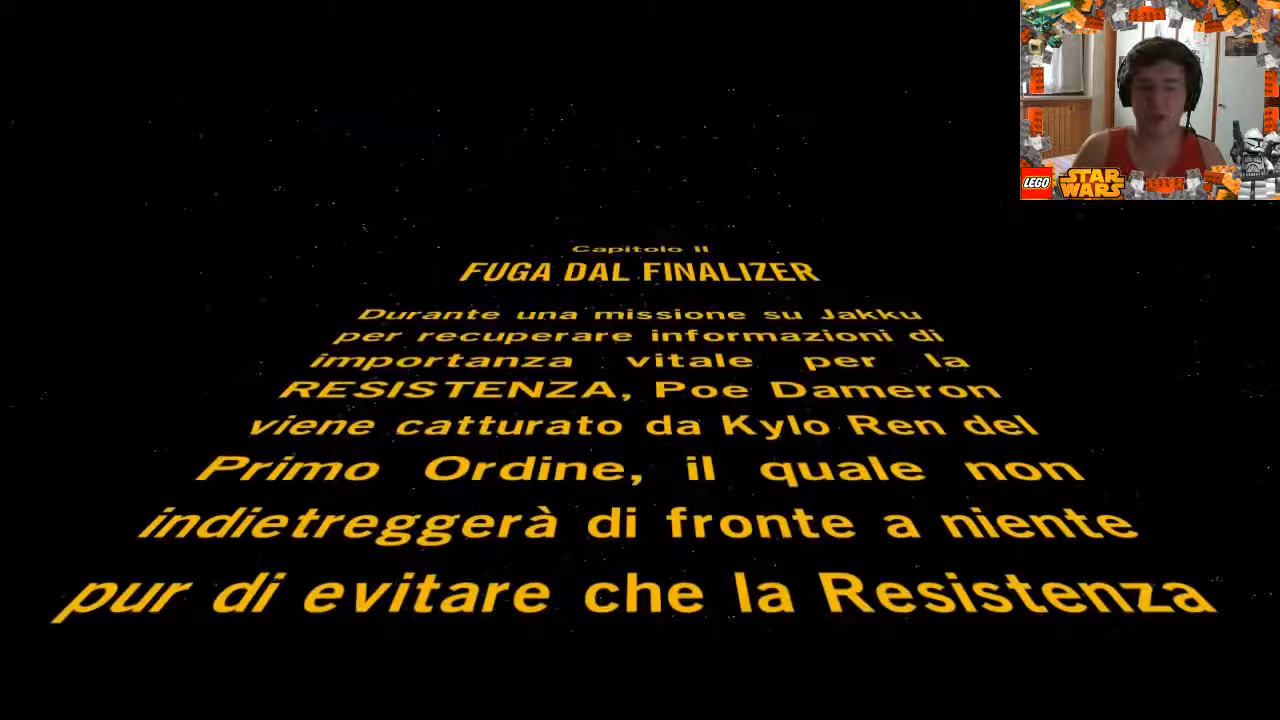 Capitolo II
FUGA DAL FINALIZER
Durante una missione su Jakku
per recuperare informazioni di
importanza vitale per la
RESISTENZA, Poe Dameron
viene catturato da Kylo Ren del
Primo Ordine, il quale non
indietreggerà di fronte a niente
pur di evitare che la Resistenza
LEGO
STAR
WARS